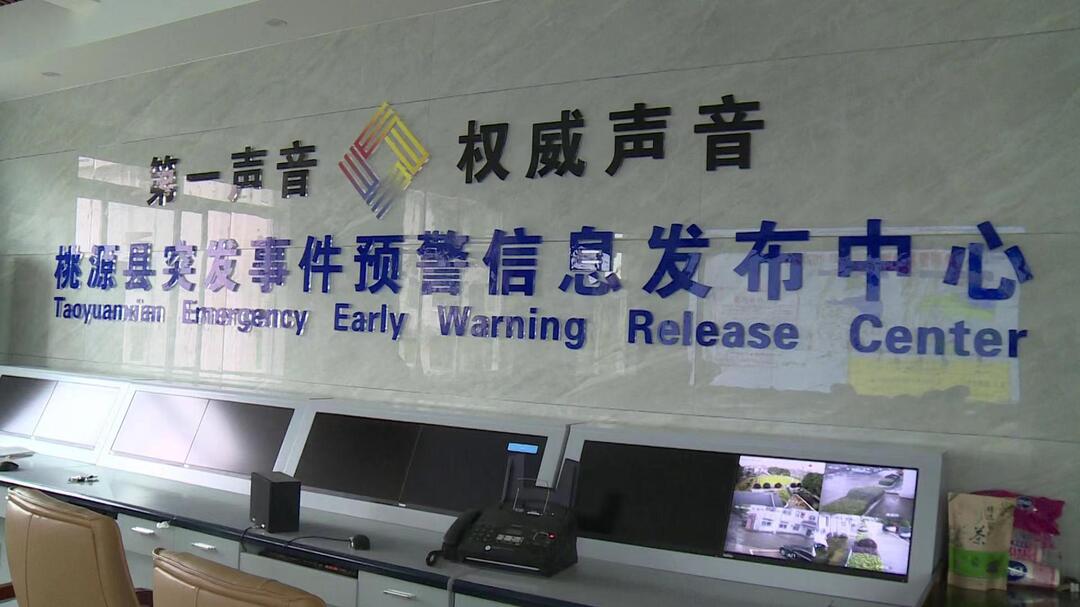 第一声音 权威声音
桃源县突发事件预警信息发布中心
Taoyuanxian Emergency Early Warning Release Center
茶